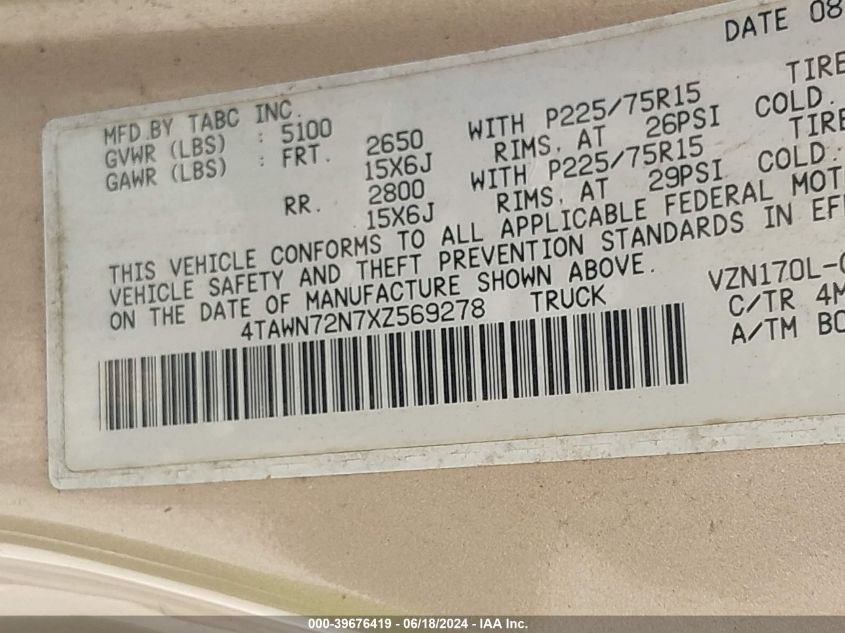 DATE 08
MFD.BY TABC INC.
GVWR (LBS) : 5100
GAWR (LBS) : FRT. 2650 WITH P225/75R15 TIRE
15X6J RIMS, AT 26PSI COLD.
RR. 2800 WITH P225/75R15 TIRE
15X6J RIMS, AT 29PSI COLD.
THIS VEHICLE CONFORMS TO ALL APPLICABLE FEDERAL MOT
VEHICLE SAFETY AND THEFT PREVENTION STANDARDS IN EFF
ON THE DATE OF MANUFACTURE SHOWN ABOVE.
4TAWN72N7XZ569278 TRUCK VZN170L-
C/TR 4M
A/TM
000-39676419 - 06/18/2024 - IAA Inc.